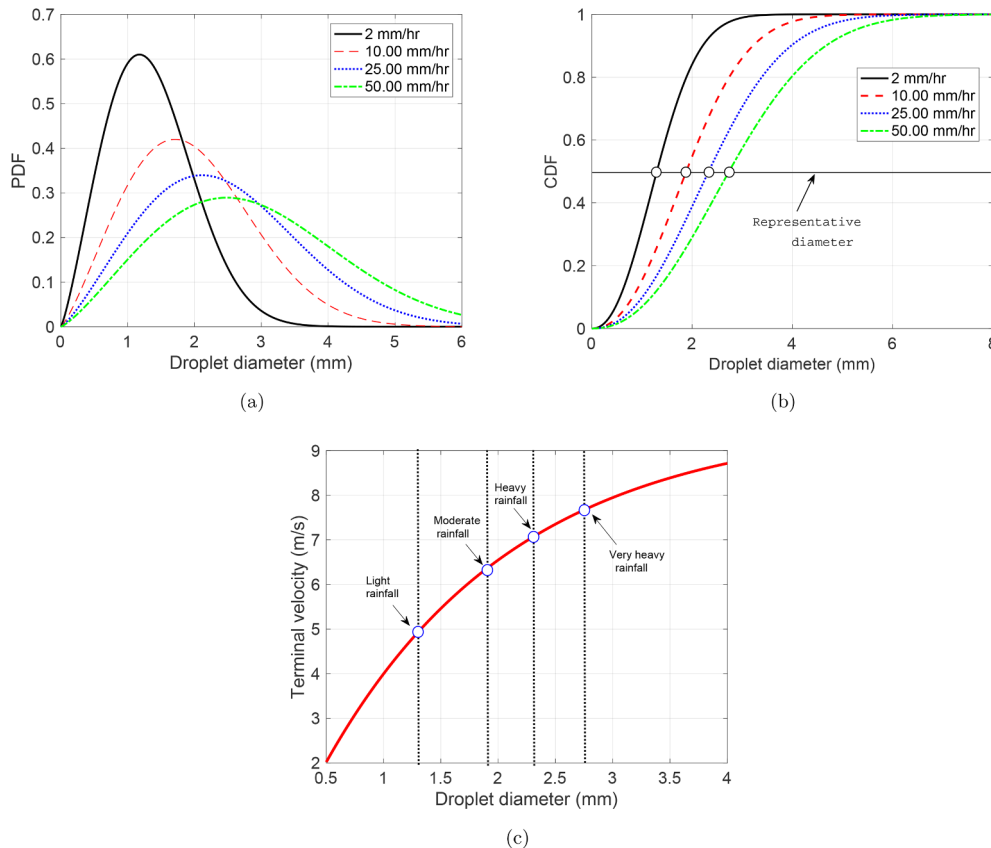 0.7
0.6
0.5
0.4
0.3
0.2
0.1
0
PDF
2 mm/hr
10.00 mm/hr
25.00 mm/hr
50.00 mm/hr
0 1 2 3 4 5 6
Droplet diameter (mm)
(a)
1
0.8
0.6
0.4
0.2
0
CDF
2 mm/hr
10.00 mm/hr
25.00 mm/hr
50.00 mm/hr
Representative
diameter
0 2 4 6 8
Droplet diameter (mm)
(b)
9
8
7
6
5
4
3
2
Terminal velocity (m/s)
Light
rainfall
Moderate
rainfall
Heavy
rainfall
Very heavy
rainfall
0.5 1 1.5 2 2.5 3 3.5 4
Droplet diameter (mm)
(c)